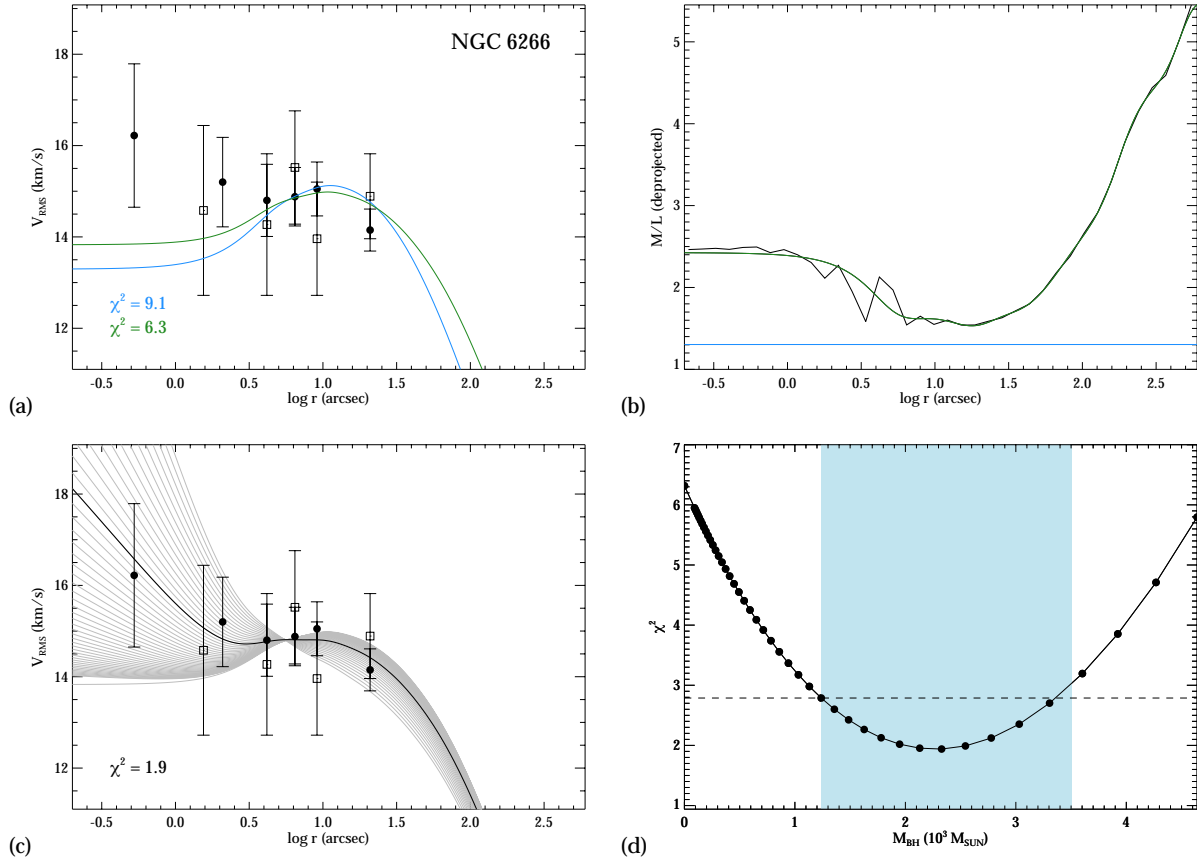 NGC 6266
V_RMS (km/s)
18
16
14
12
χ² = 9.1
χ² = 6.3
-0.5 0.0 0.5 1.0 1.5 2.0 2.5
log r (arcsec)
(a)
M/L (deprojected)
5
4
3
2
1
-0.5 0.0 0.5 1.0 1.5 2.0 2.5
log r (arcsec)
(b)
V_RMS (km/s)
18
16
14
12
χ² = 1.9
-0.5 0.0 0.5 1.0 1.5 2.0 2.5
log r (arcsec)
(c)
χ²
7
6
5
4
3
2
1
0 1 2 3 4
M_BH (10³ M_SUN)
(d)